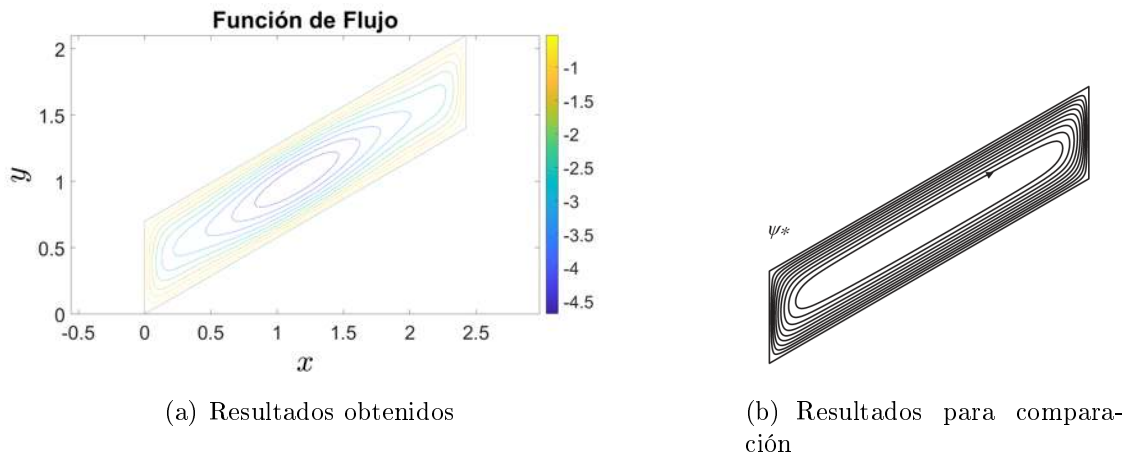 Función de Flujo
2
1.5
1
0.5
0
y
-0.5 0 0.5 1 1.5 2 2.5
x
-1
-1.5
-2
-2.5
-3
-3.5
-4
-4.5
(a) Resultados obtenidos
ψ*
(b) Resultados para compara-
ción